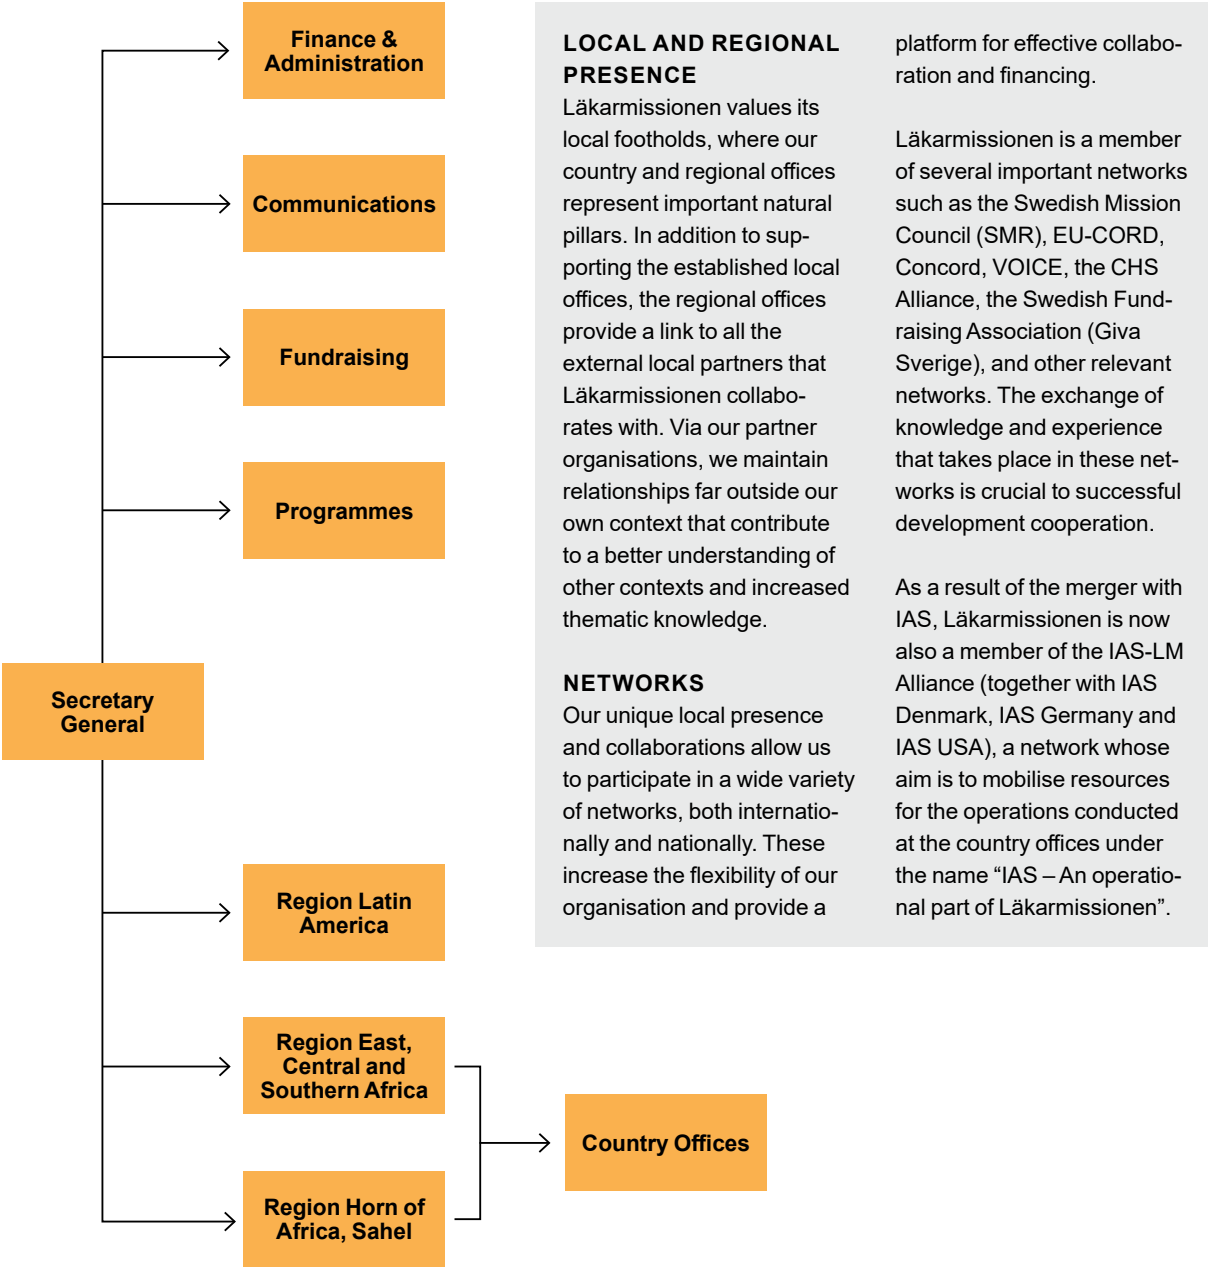 Finance &
Administration
Communications
Fundraising
Programmes
Secretary
General
Region Latin
America
Region East,
Central and
Southern Africa
Region Horn of
Africa, Sahel
Country Offices
LOCAL AND REGIONAL
PRESENCE
Läkarmissionen values its
local footholds, where our
country and regional offices
represent important natural
pillars. In addition to sup-
porting the established local
offices, the regional offices
provide a link to all the
external local partners that
Läkarmissionen collabo-
rates with. Via our partner
organisations, we maintain
relationships far outside our
own context that contribute
to a better understanding of
other contexts and increased
thematic knowledge.
NETWORKS
Our unique local presence
and collaborations allow us
to participate in a wide variety
of networks, both internatio-
nally and nationally. These
increase the flexibility of our
organisation and provide a
platform for effective collabo-
ration and financing.
Läkarmissionen is a member
of several important networks
such as the Swedish Mission
Council (SMR), EU-CORD,
Concord, VOICE, the CHS
Alliance, the Swedish Fund-
raising Association (Giva
Sverige), and other relevant
networks. The exchange of
knowledge and experience
that takes place in these net-
works is crucial to successful
development cooperation.
As a result of the merger with
IAS, Läkarmissionen is now
also a member of the IAS-LM
Alliance (together with IAS
Denmark, IAS Germany and
IAS USA), a network whose
aim is to mobilise resources
for the operations conducted
at the country offices under
the name “IAS – An operatio-
nal part of Läkarmissionen”.